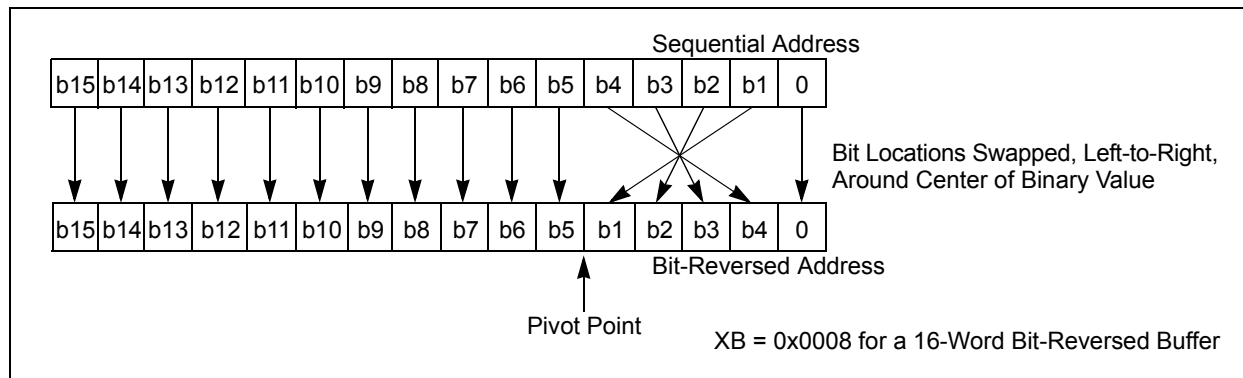 Sequential Address
b15 b14 b13 b12 b11 b10 b9 b8 b7 b6 b5 b4 b3 b2 b1 0
Bit Locations Swapped, Left-to-Right,
Around Center of Binary Value
b15 b14 b13 b12 b11 b10 b9 b8 b7 b6 b5 b1 b2 b3 b4 0
Bit-Reversed Address
Pivot Point
XB = 0x0008 for a 16-Word Bit-Reversed Buffer